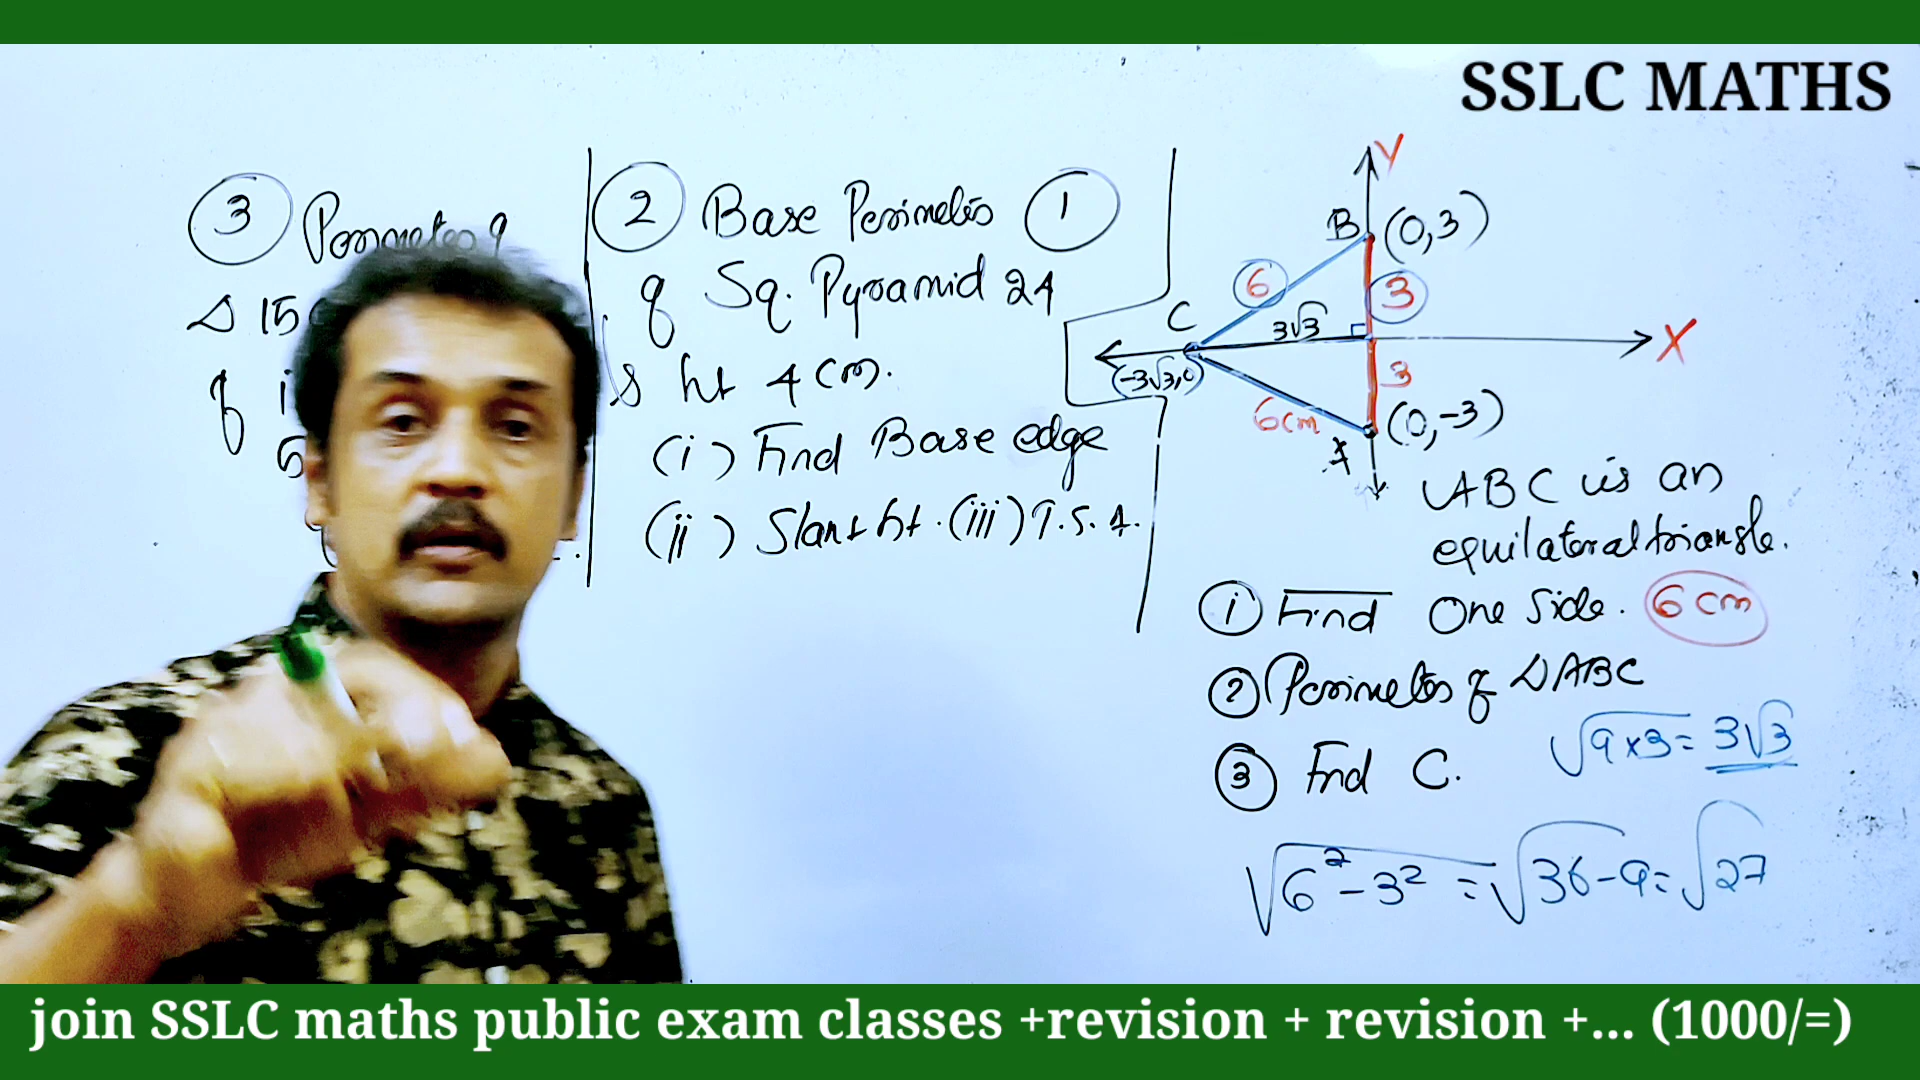 SSLC MATHS
3
Δ 15
2 Base Perimeter
of Sq. Pyramid 24
ht 4 cm.
(i) Find Base edge
(ii) Slant ht. (iii) T.S.A.
1
Y
B (0,3)
6
3
C
3√3
X
(-3√3,0)
3
6cm
(0,-3)
A
ABC is an
equilateral triangle.
1 Find One Side. 6 cm
2 Perimeter of ΔABC
√9×3 = 3√3
3 Find C.
√6²-3² = √36-9 = √27
join SSLC maths public exam classes +revision + revision +... (1000/=)